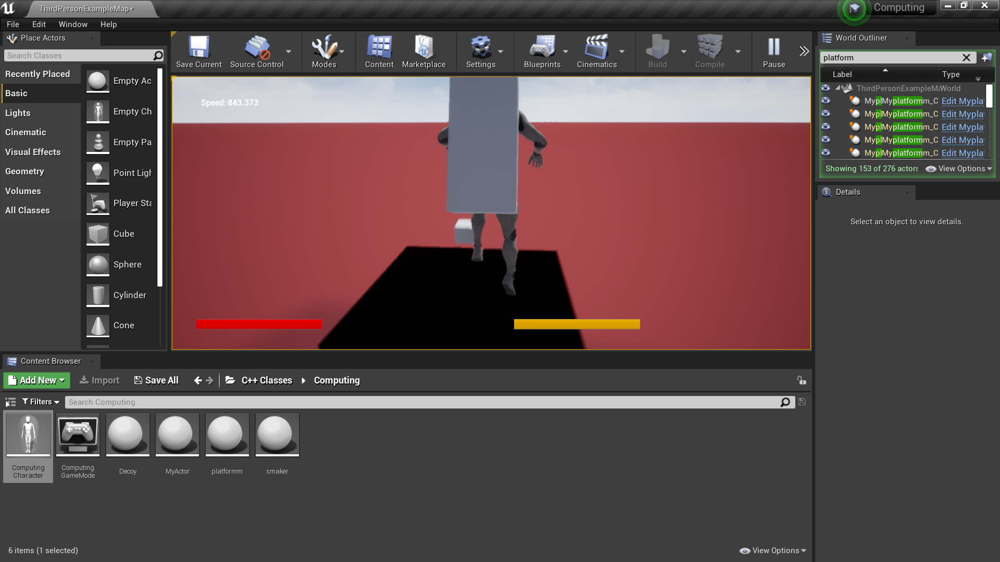 ThirdPersonExampleMap*
Computing
File Edit Window Help
Place Actors
Search Classes
Recently Placed
Basic
Lights
Cinematic
Visual Effects
Geometry
Volumes
All Classes
Empty Ac
Empty Ch
Empty Pa
Point Ligh
Player Sta
Cube
Sphere
Cylinder
Cone
Save Current
Source Control
Modes
Content
Marketplace
Settings
Blueprints
Cinematics
Build
Compile
Pause
Speed: 843.373
World Outliner
platform
Label Type
ThirdPersonExampleMa World
MyplMyplatformm_C Edit Mypla
MyplMyplatformm_C Edit Mypla
MyplMyplatformm_C Edit Mypla
MyplMyplatformm_C Edit Mypla
MyplMyplatformm_C Edit Mypla
Showing 153 of 276 actors View Options
Details
Select an object to view details.
Content Browser
Add New Import Save All C++ Classes Computing
Filters Search Computing
Computing
Character
Computing
GameMode
Decoy
MyActor
platformm
smaker
6 items (1 selected)
View Options